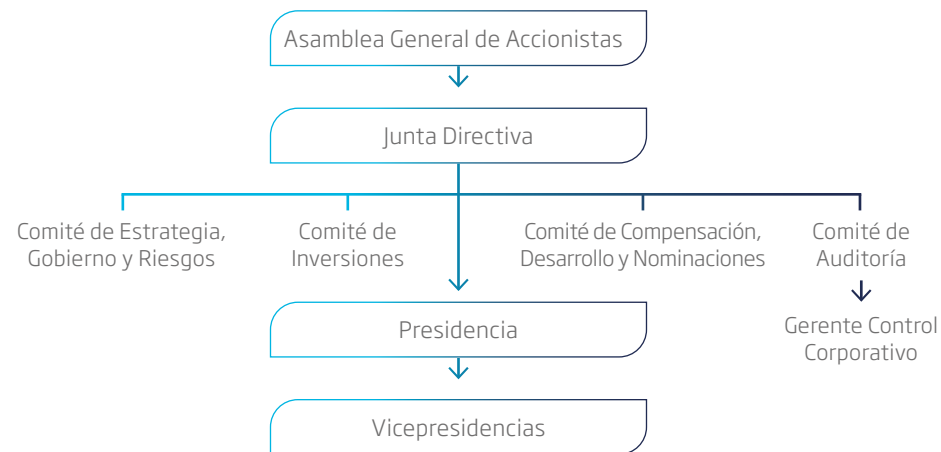 Asamblea General de Accionistas
Junta Directiva
Comité de Estrategia,
Gobierno y Riesgos
Comité de
Inversiones
Comité de Compensación,
Desarrollo y Nominaciones
Comité de
Auditoría
Gerente Control
Corporativo
Presidencia
Vicepresidencias